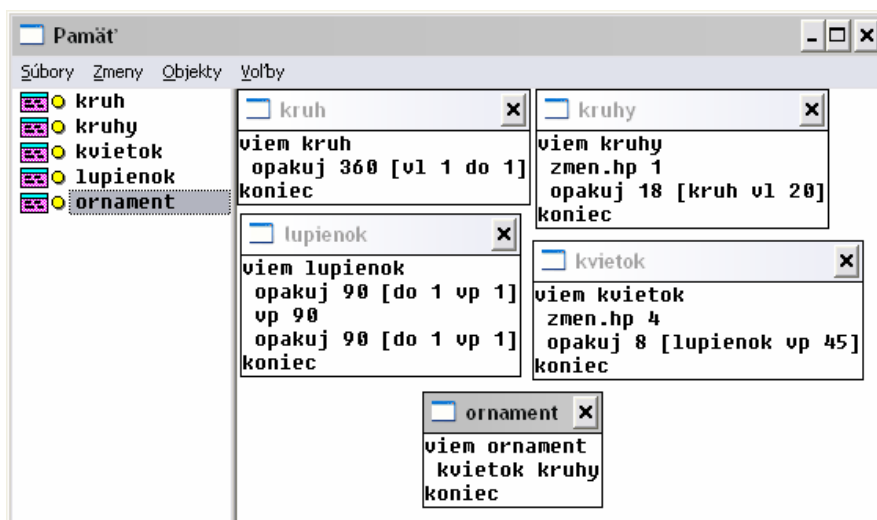 Pamäť
Súbory Zmeny Objekty Voľby
kruh
kruhy
kvietok
lupienok
ornament
kruh
viem kruh
opakuj 360 [vl 1 do 1]
koniec
kruhy
viem kruhy
zmen.hp 1
opakuj 18 [kruh vl 20]
koniec
lupienok
viem lupienok
opakuj 90 [do 1 vp 1]
vp 90
opakuj 90 [do 1 vp 1]
koniec
kvietok
viem kvietok
zmen.hp 4
opakuj 8 [lupienok vp 45]
koniec
ornament
viem ornament
kvietok kruhy
koniec